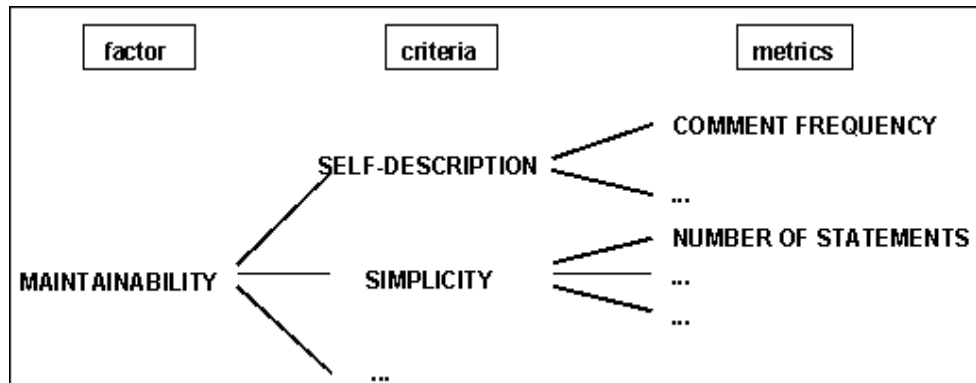 factor criteria metrics
COMMENT FREQUENCY
SELF-DESCRIPTION
...
NUMBER OF STATEMENTS
MAINTAINABILITY SIMPLICITY ...
...
...